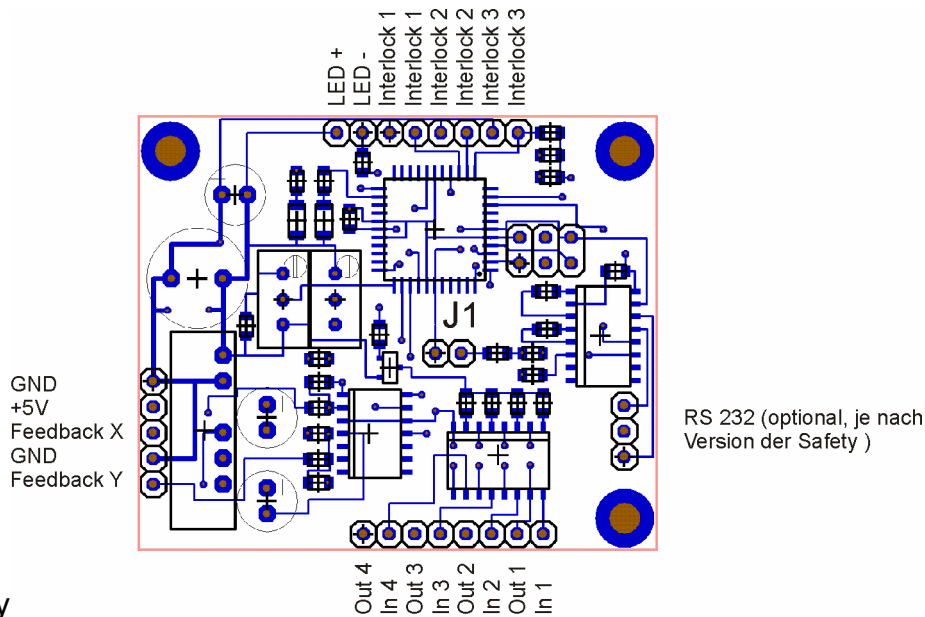 LED +
LED -
Interlock 1
Interlock 1
Interlock 2
Interlock 2
Interlock 3
Interlock 3
J1
GND
+5V
Feedback X
GND
Feedback Y
RS 232 (optional, je nach
Version der Safety )
Out 4
In 4
Out 3
In 3
Out 2
In 2
Out 1
In 1
y